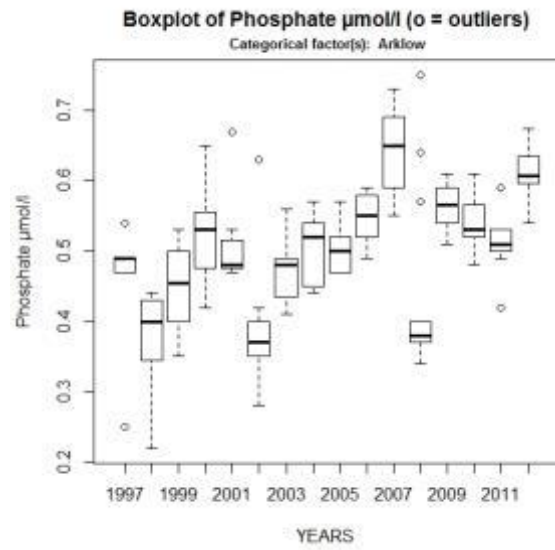 Boxplot of Phosphate µmol/l (o = outliers)
Categorical factor(s): Arklow
Phosphate µmol/l
0.7
0.6
0.5
0.4
0.3
0.2
1997 1999 2001 2003 2005 2007 2009 2011
YEARS